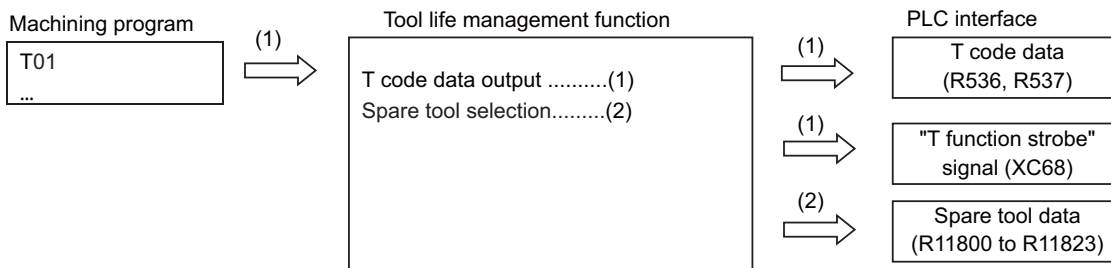 Machining program
T01
...
(1)
Tool life management function
T code data output ..........(1)
Spare tool selection.........(2)
PLC interface
(1)
T code data
(R536, R537)
(1)
"T function strobe"
signal (XC68)
(2)
Spare tool data
(R11800 to R11823)